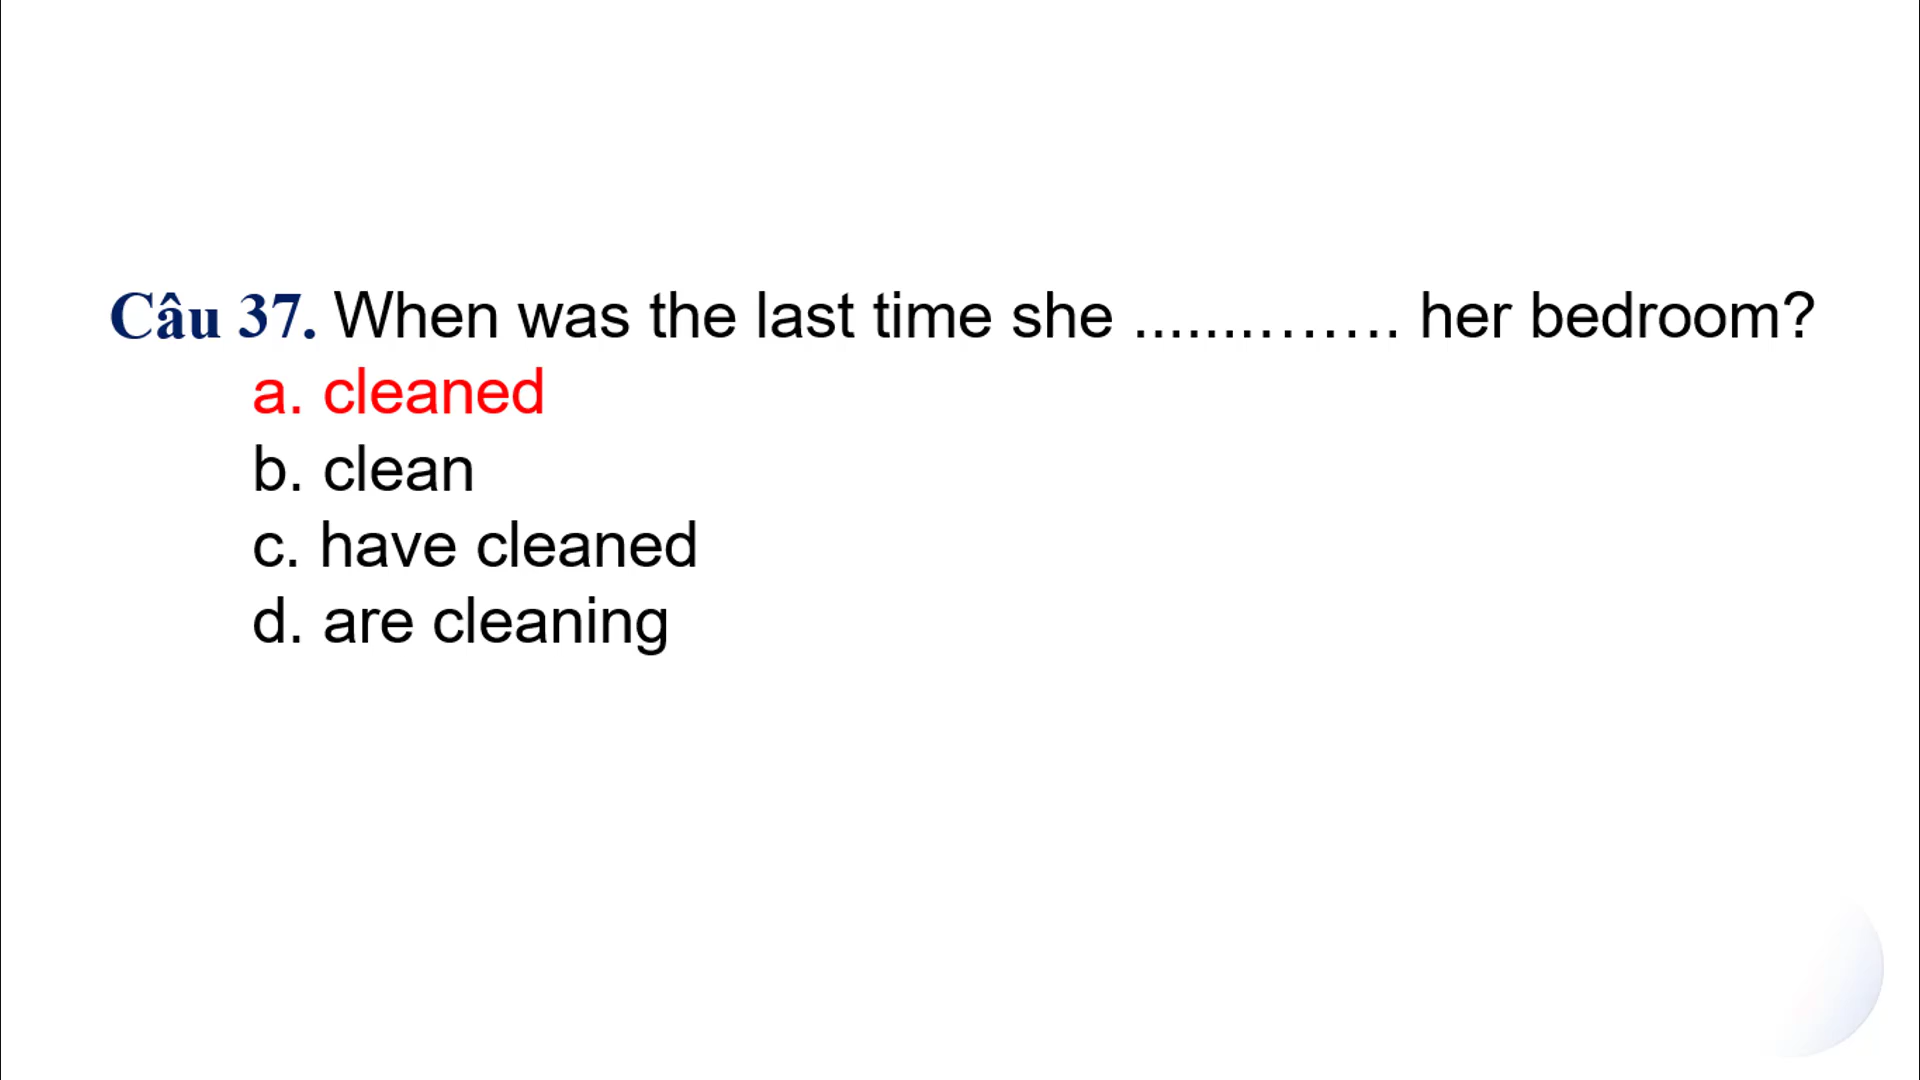 Câu 37. When was the last time she .............. her bedroom?
a. cleaned
b. clean
c. have cleaned
d. are cleaning